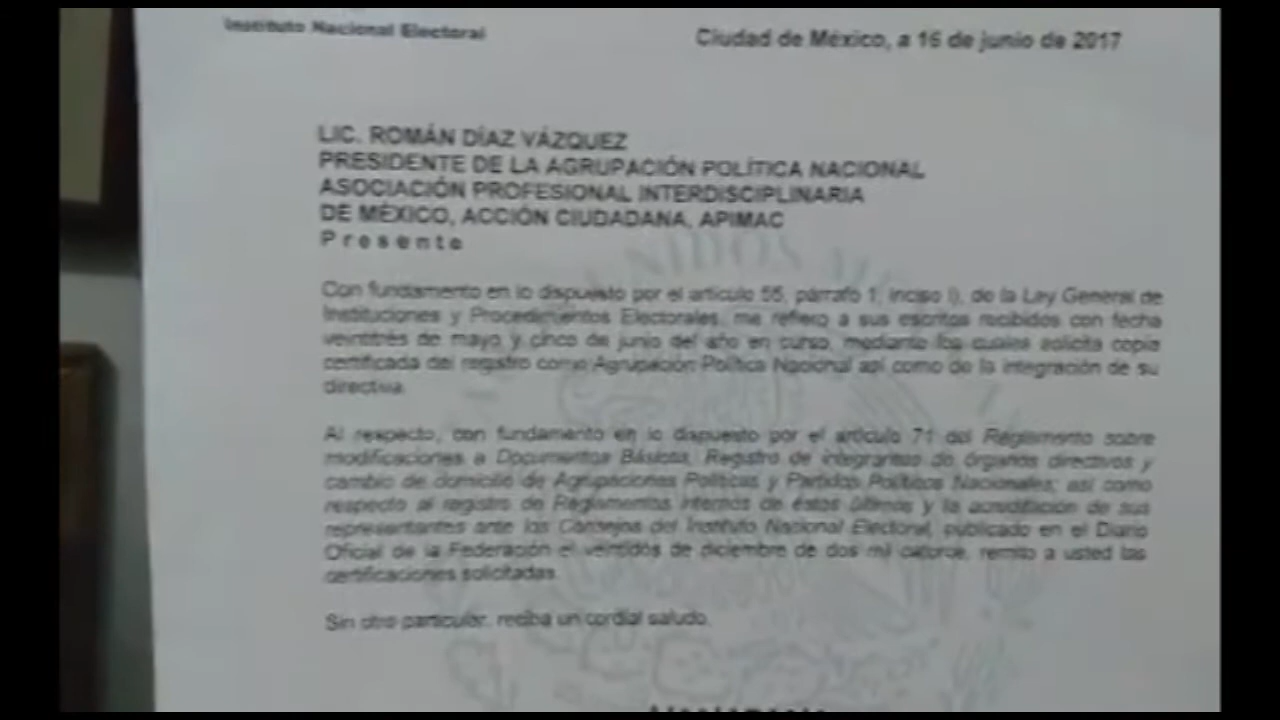 Instituto Nacional Electoral
Ciudad de México, a 16 de junio de 2017
LIC. ROMÁN DÍAZ VÁZQUEZ
PRESIDENTE DE LA AGRUPACIÓN POLÍTICA NACIONAL
ASOCIACIÓN PROFESIONAL INTERDISCIPLINARIA
DE MÉXICO, ACCIÓN CIUDADANA, APIMAC
Presente
Con fundamento en lo dispuesto por el artículo 55, párrafo 1, inciso de la Ley General de
Instituciones y Procedimientos Electorales, me refiero a sus escritos recibidos con fecha
veintitrés de mayo y cinco de junio del año en curso, mediante los cuales solicita copia
certificada del registro como Agrupación Política Nacional así como de la integración de su
directiva.
Al respecto, con fundamento en lo dispuesto por el artículo 71 del Reglamento sobre
modificaciones a Documentos Básicos, Registro de integrantes de órganos directivos y
cambio de domicilio de Agrupaciones Políticas y Partidos Políticos Nacionales; así como
respecto al registro de Reglamentos internos de éstos últimos y la acreditación de sus
representantes ante los Consejos del Instituto Nacional Electoral, publicado en el Diario
Oficial de la Federación el veintidós de diciembre de dos mil catorce, remito a usted las
certificaciones solicitadas.
Sin otro particular, reciba un cordial saludo.
UNIDOS